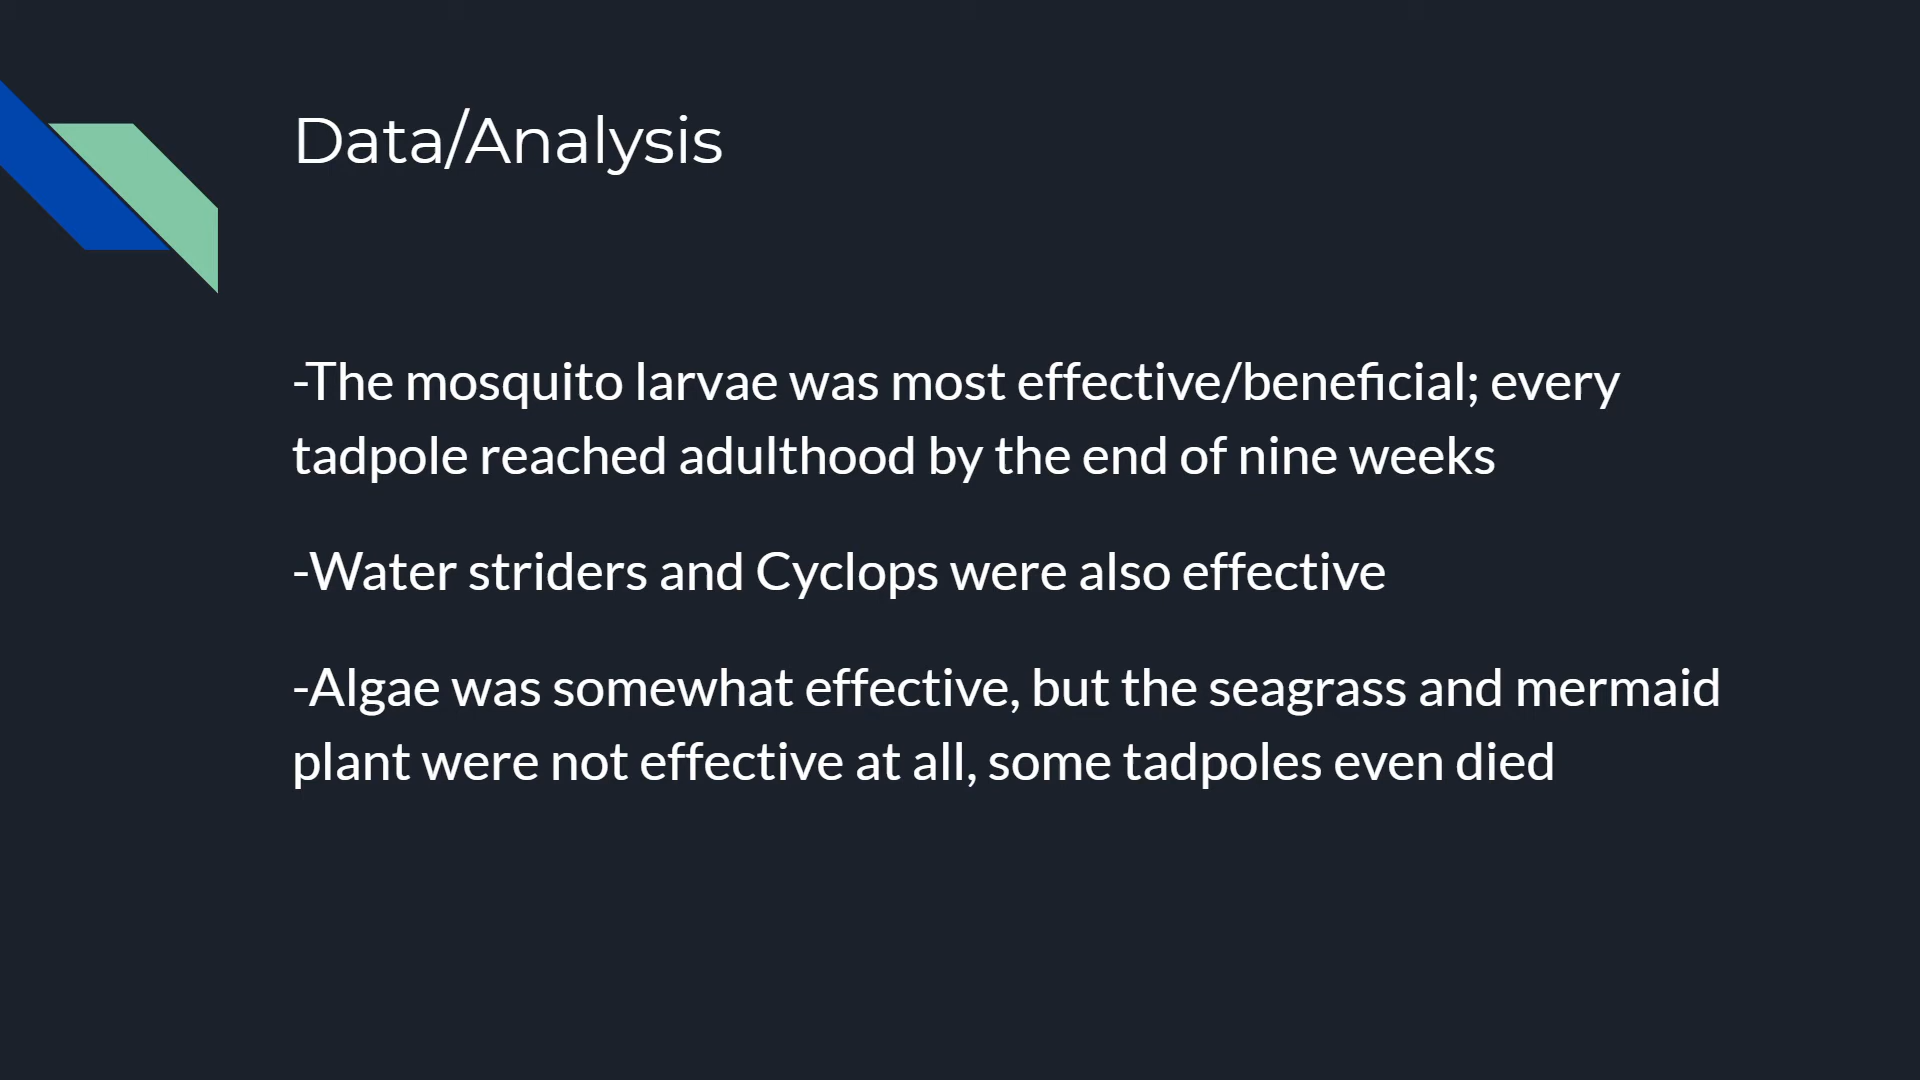 Data/Analysis
-The mosquito larvae was most effective/beneficial; every
tadpole reached adulthood by the end of nine weeks
-Water striders and Cyclops were also effective
-Algae was somewhat effective, but the seagrass and mermaid
plant were not effective at all, some tadpoles even died